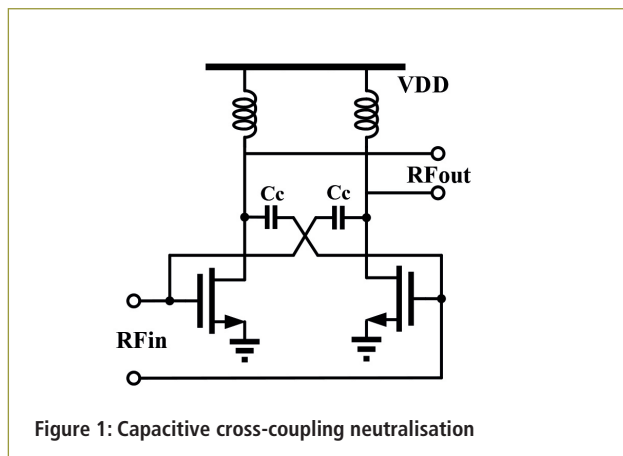 VDD
RFout
Cc
Cc
RFin
Figure 1: Capacitive cross-coupling neutralisation